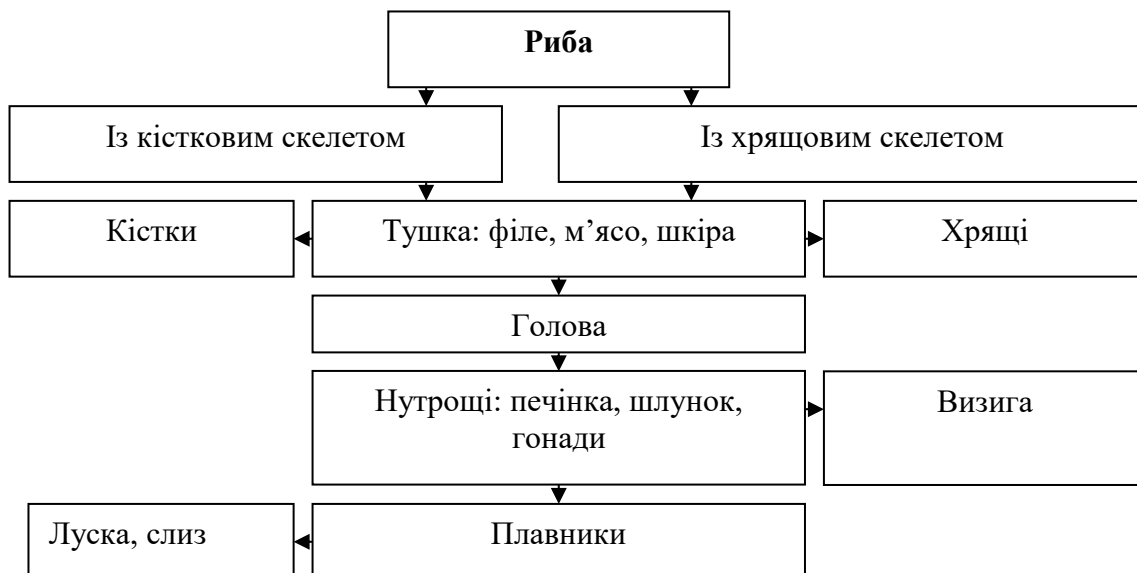 Риба
Із кістковим скелетом
Із хрящовим скелетом
Кістки
Тушка: філе, м’ясо, шкіра
Хрящі
Голова
Нутрощі: печінка, шлунок,
гонади
Визига
Луска, слиз
Плавники